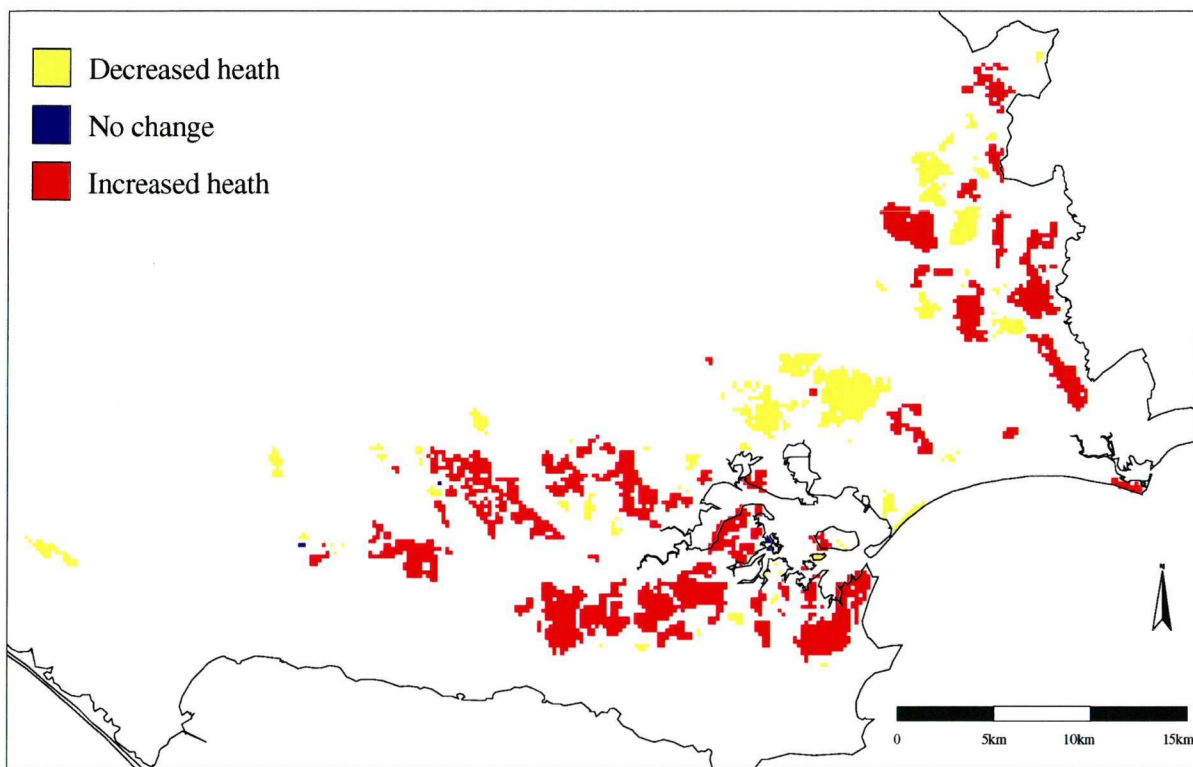 Decreased heath
No change
Increased heath
N
0 5km 10km 15km